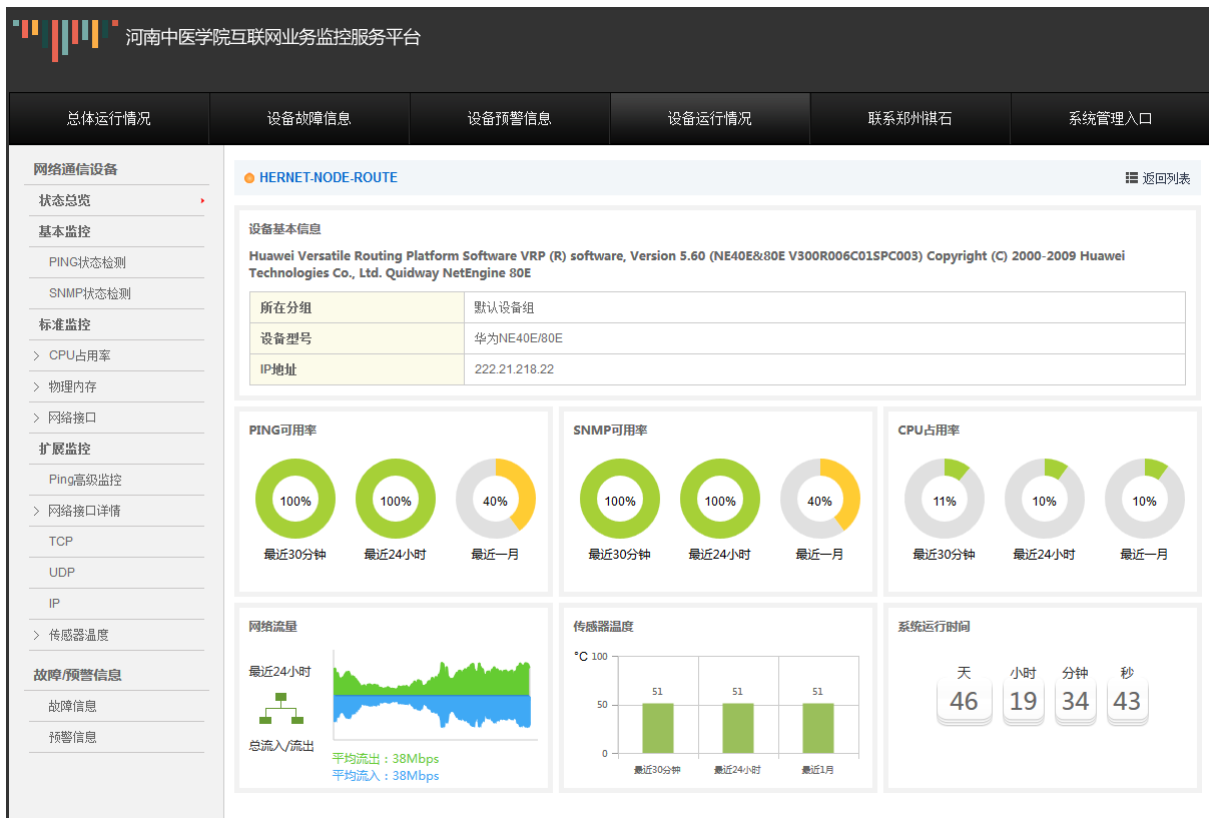 河南中医学院互联网业务监控服务平台
总体运行情况 设备故障信息 设备预警信息 设备运行情况 联系郑州祺石 系统管理入口
网络通信设备
状态总览
基本监控
PING状态检测
SNMP状态检测
标准监控
CPU占用率
物理内存
网络接口
扩展监控
Ping高级监控
网络接口详情
TCP
UDP
IP
传感器温度
故障/预警信息
故障信息
预警信息
HERNET-NODE-ROUTE 返回列表
设备基本信息
Huawei Versatile Routing Platform Software VRP (R) software, Version 5.60 (NE40E&80E V300R006C01SPC003) Copyright (C) 2000-2009 Huawei
Technologies Co., Ltd. Quidway NetEngine 80E
所在分组 默认设备组
设备型号 华为NE40E/80E
IP地址 222.21.218.22
PING可用率
100% 100% 40%
最近30分钟 最近24小时 最近一月
SNMP可用率
100% 100% 40%
最近30分钟 最近24小时 最近一月
CPU占用率
11% 10% 10%
最近30分钟 最近24小时 最近一月
网络流量
最近24小时
总流入/流出
平均流出：38Mbps
平均流入：38Mbps
传感器温度
°C 100
51 51 51
50
0
最近30分钟 最近24小时 最近1月
系统运行时间
天 小时 分钟 秒
46 19 34 43